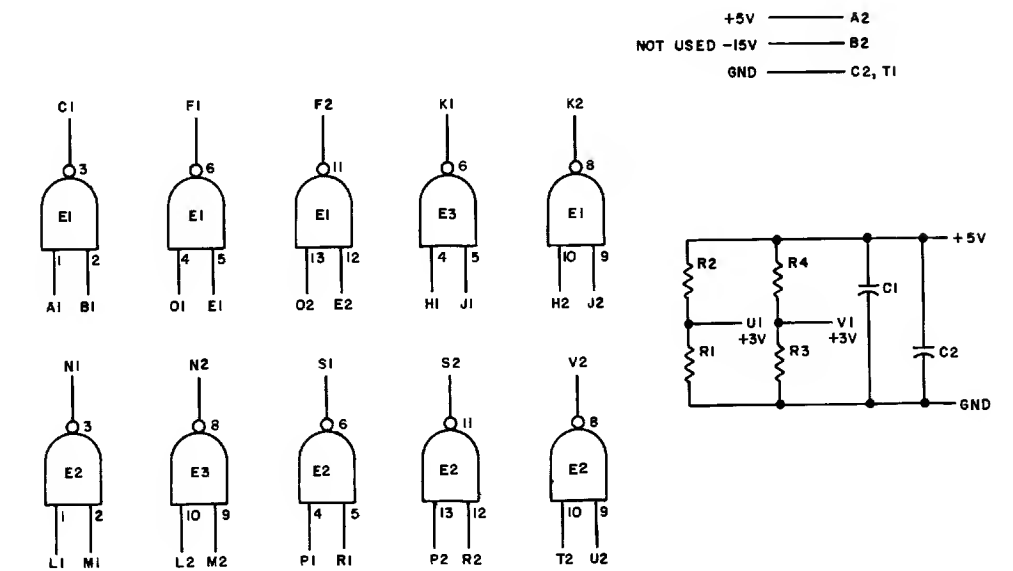 +5V A2
NOT USED -15V B2
GND C2, T1
C1 F1 F2 K1 K2
3 6 11 6 8
E1 E1 E1 E3 E1
1 2 4 5 13 12 4 5 10 9
A1 B1 O1 E1 O2 E2 H1 J1 H2 J2
+5V
R2 R4 C1
U1 V1
+3V +3V
R1 R3 C2
GND
N1 N2 S1 S2 V2
3 8 6 11 8
E2 E3 E2 E2 E2
1 2 10 9 4 5 13 12 10 9
L1 M1 L2 M2 P1 R1 P2 R2 T2 U2